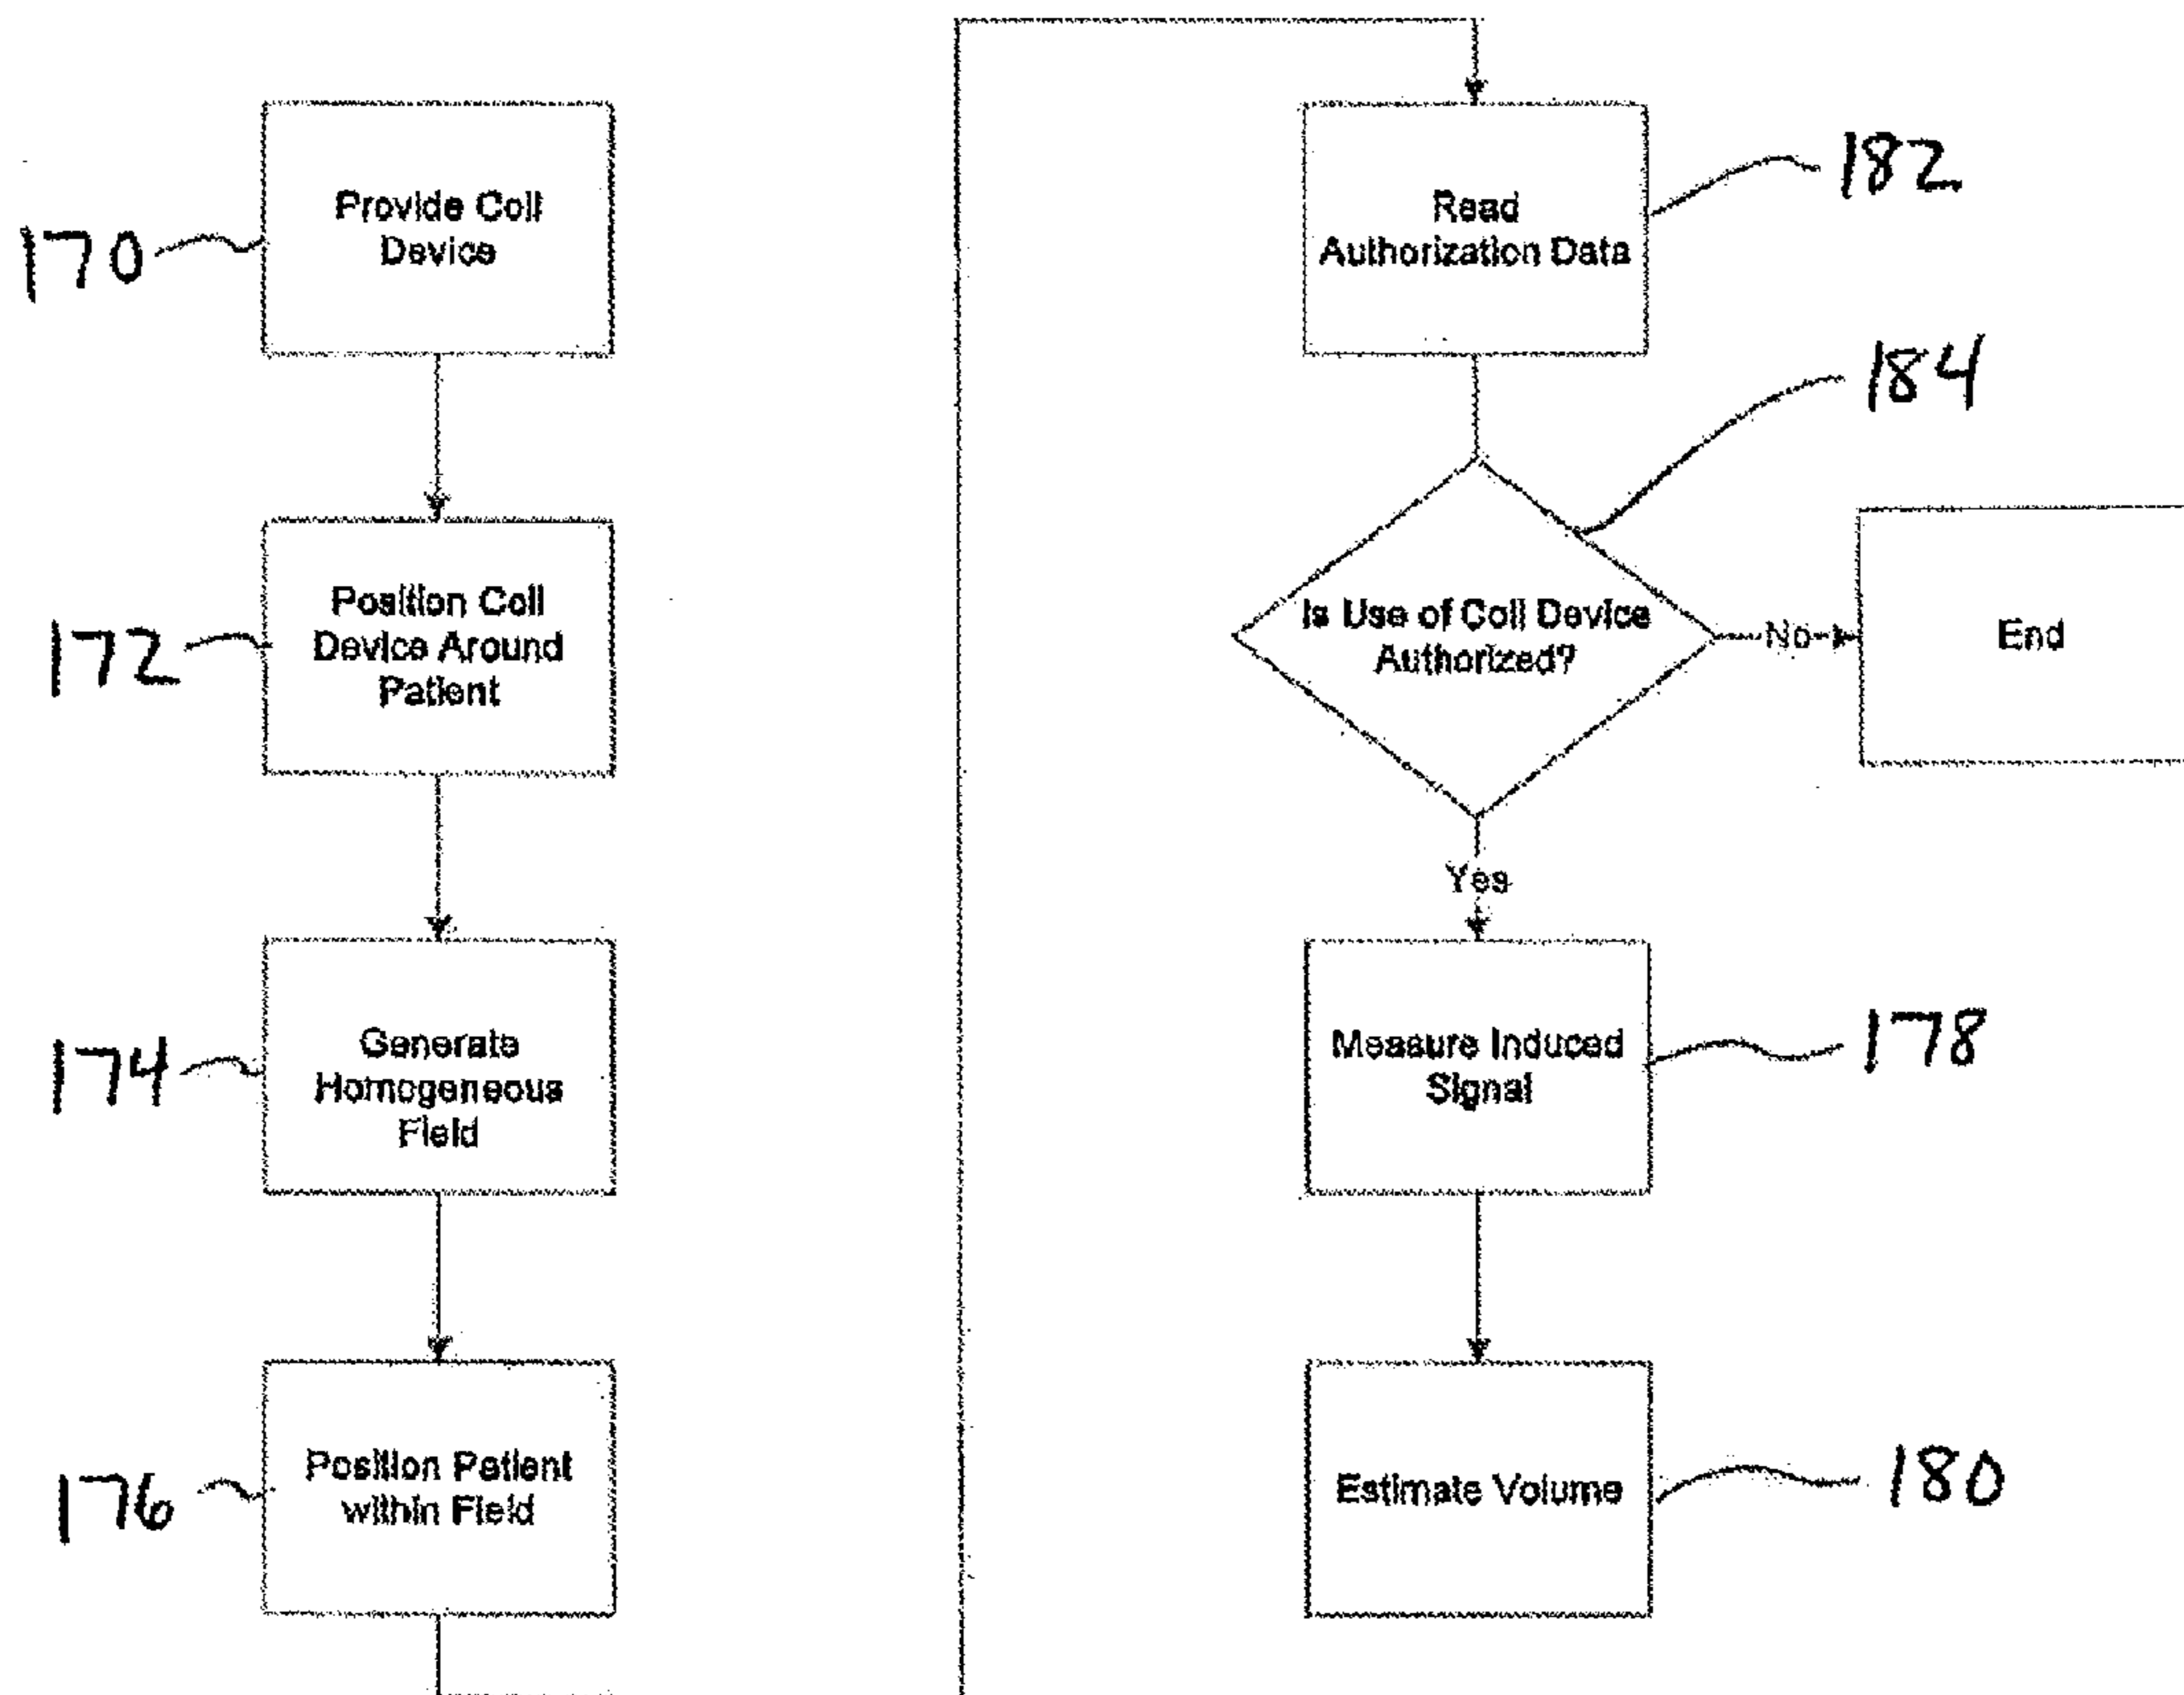 170
Provide Coil
Device
172
Position Coil
Device Around
Patient
174
Generate
Homogeneous
Field
176
Position Patient
within Field
182
Read
Authorization Data
184
Is Use of Coil Device
Authorized?
No
End
Yes
178
Measure Induced
Signal
180
Estimate Volume